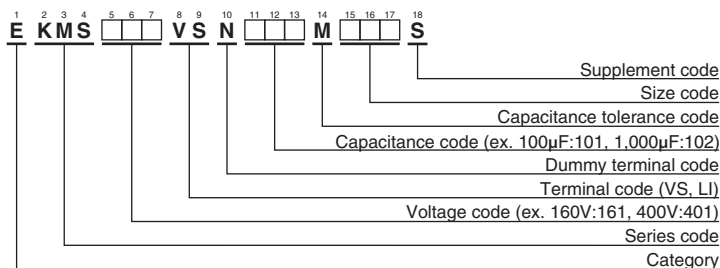 1 2 3 4 5 6 7 8 9 10 11 12 13 14 15 16 17 18
E KMS □□□ VS N □□□ M □□□ S
Supplement code
Size code
Capacitance tolerance code
Capacitance code (ex. 100µF:101, 1,000µF:102)
Dummy terminal code
Terminal code (VS, LI)
Voltage code (ex. 160V:161, 400V:401)
Series code
Category